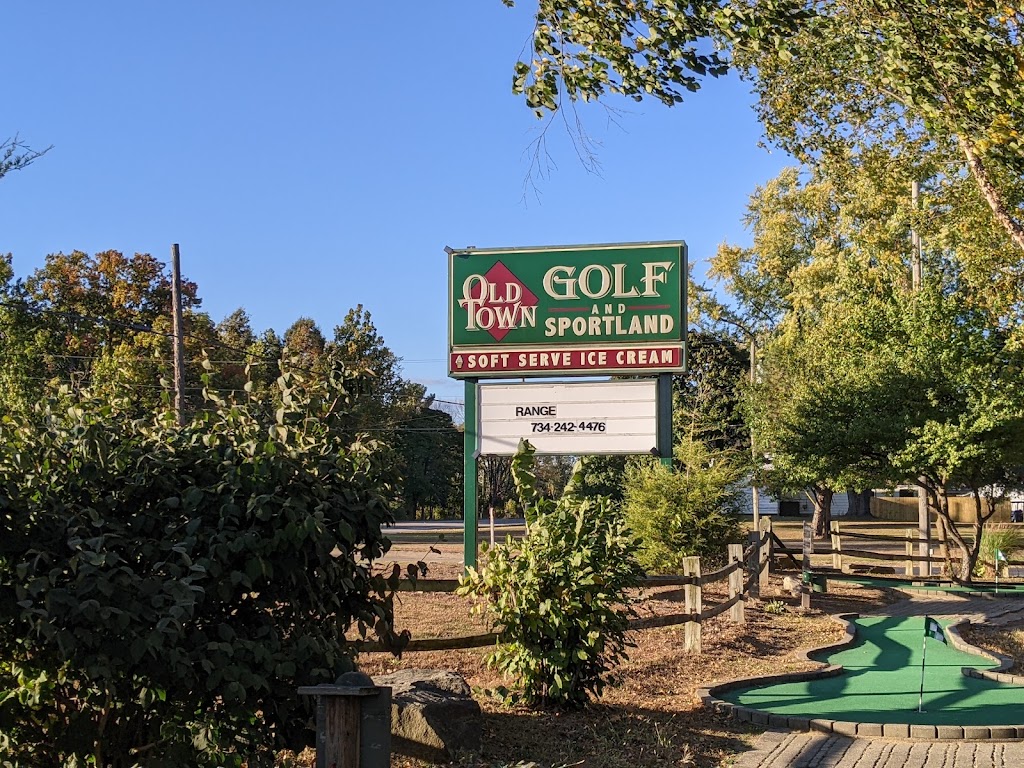 OLD TOWN
GOLF
AND
SPORTLAND
SOFT SERVE ICE CREAM
RANGE
734-242-4476